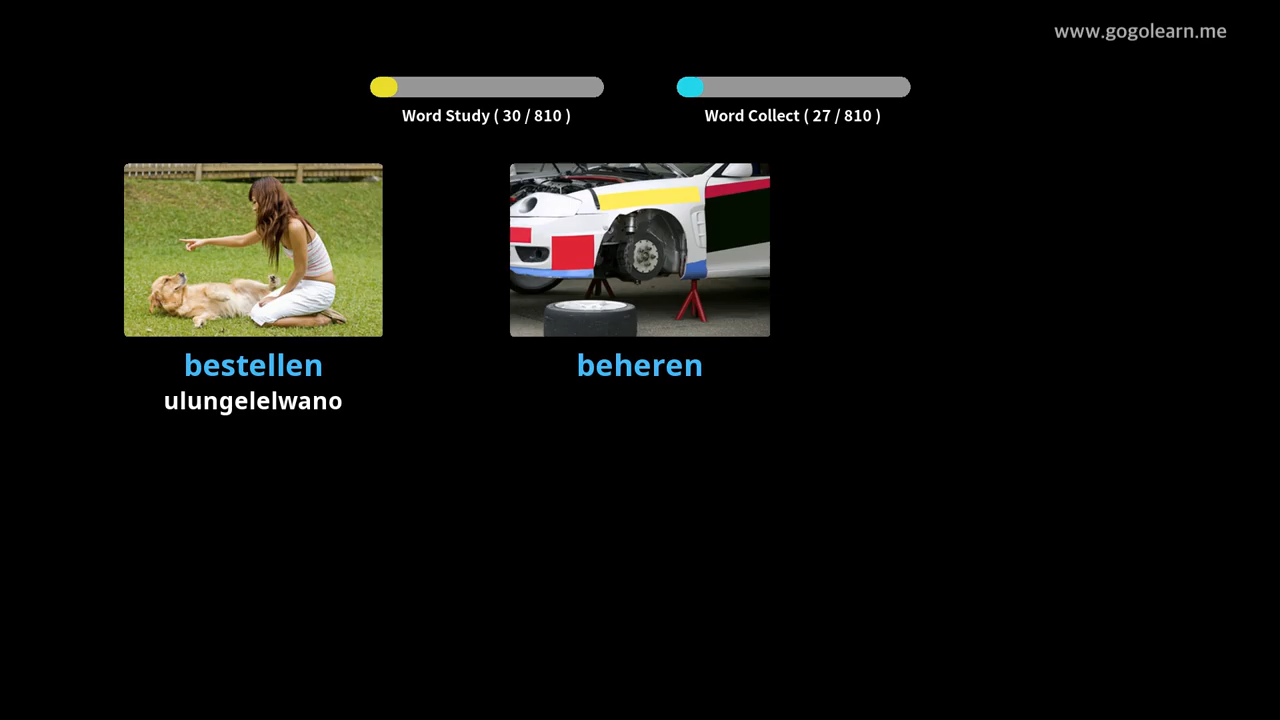 www.gogolearn.me
Word Study ( 30 / 810 )
Word Collect ( 27 / 810 )
bestellen
ulungelelwano
beheren